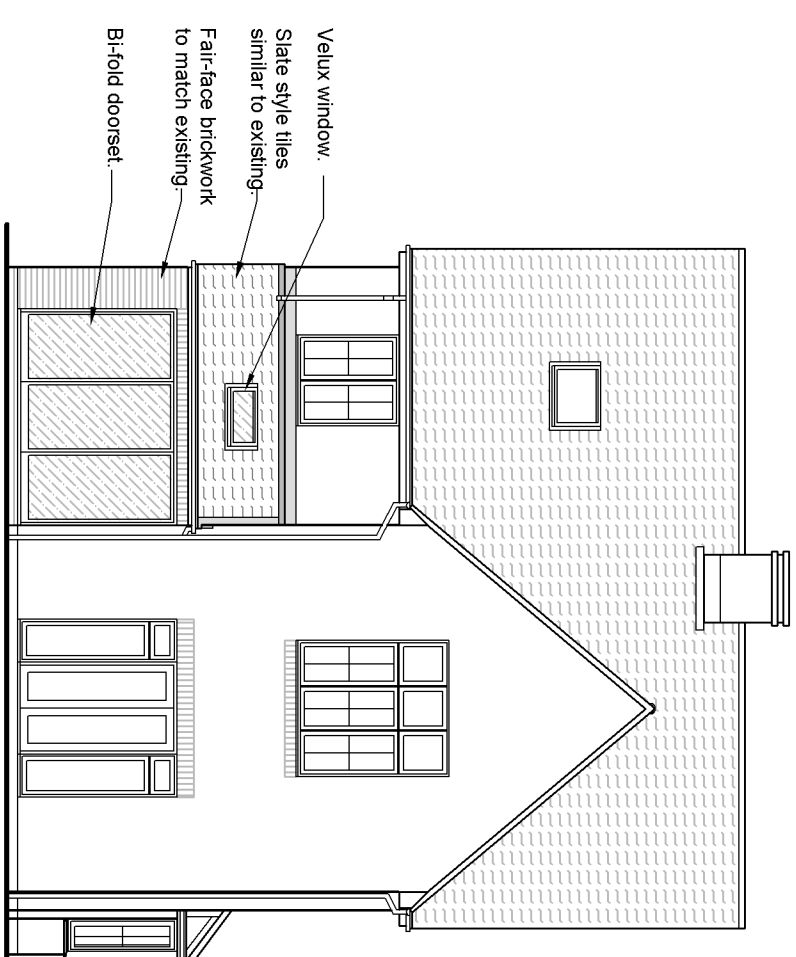 Velux window.
Slate style tiles
similar to existing.
Fair-face brickwork
to match existing.
Bi-fold doorset.